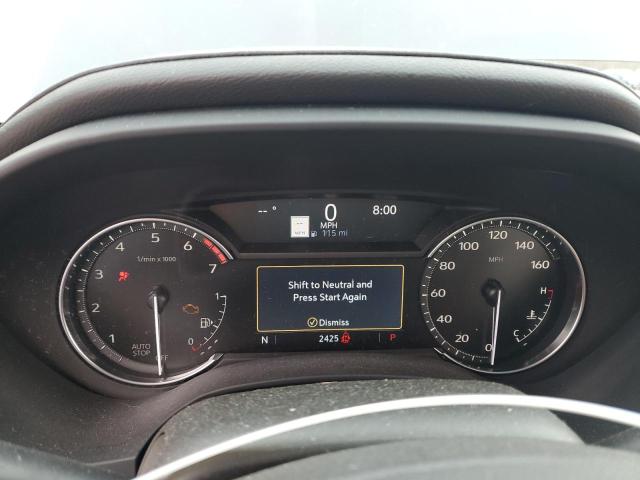 -- °
0
8:00
MPH
115 mi
5
4
6
1/min x 1000
3
7
2
1
1
0
AUTO
STOP
OFF
Shift to Neutral and
Press Start Again
Dismiss
N
2425
P
120
100
140
MPH
80
160
60
H
40
20
C
0